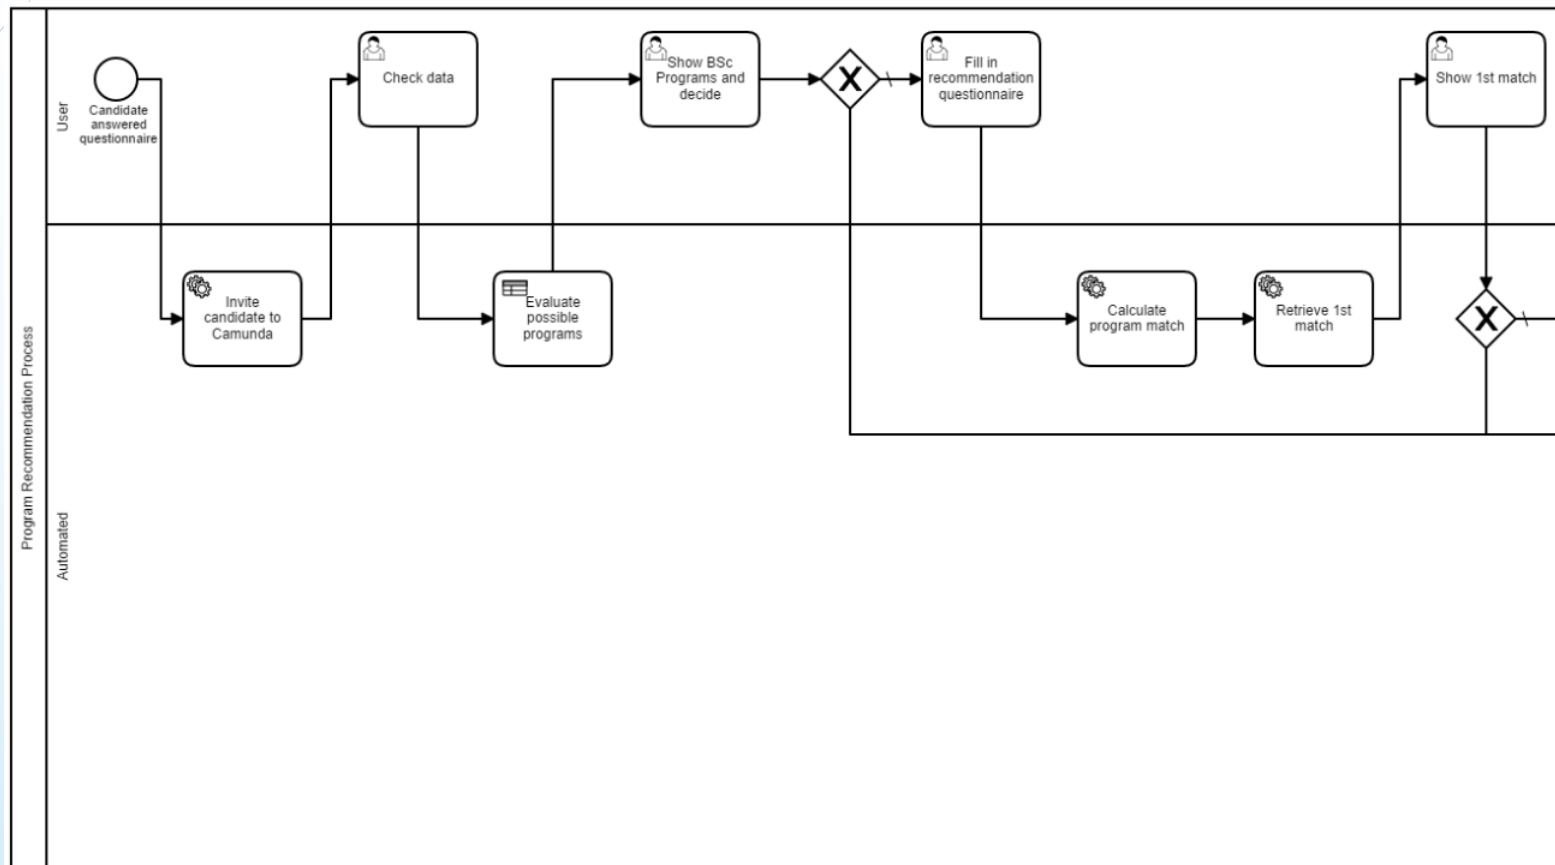 Program Recommendation Process
User
Candidate
answered
questionnaire
Check data
Show BSc
Programs and
decide
X
Fill in
recommendation
questionnaire
Show 1st match
Automated
Invite
candidate to
Camunda
Evaluate
possible
programs
Calculate
program match
Retrieve 1st
match
X